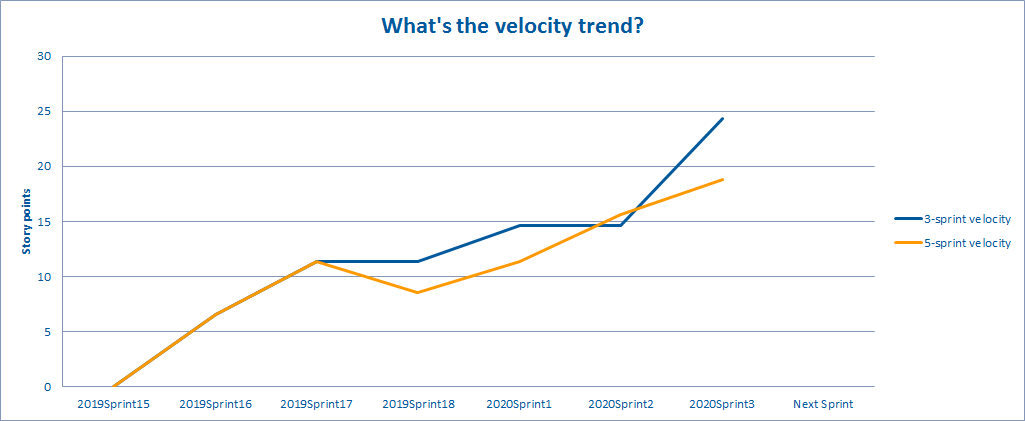 What's the velocity trend?
30
25
20
15
10
5
0
Story points
2019Sprint15 2019Sprint16 2019Sprint17 2019Sprint18 2020Sprint1 2020Sprint2 2020Sprint3 Next Sprint
3-sprint velocity
5-sprint velocity